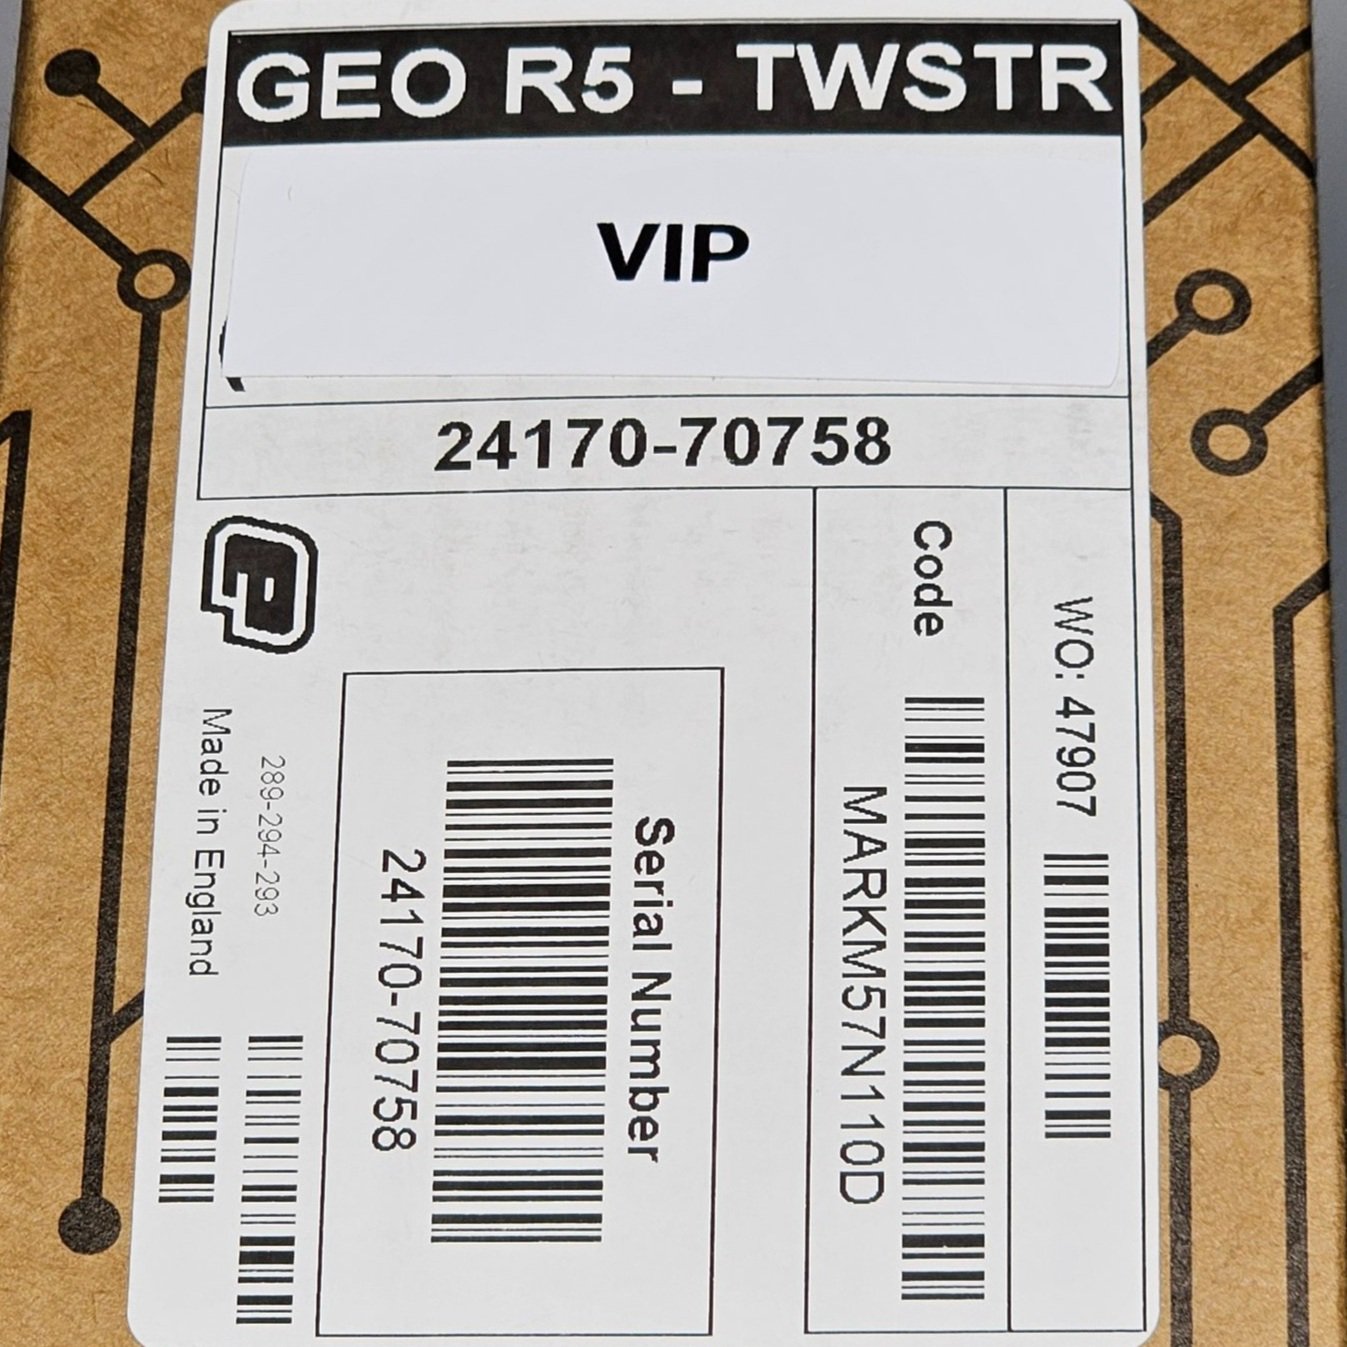 GEO R5 - TWSTR
VIP
24170-70758
WO: 47907
Code
MARKM57N110D
Serial Number
24170-70758
e
289-294-293
Made in England